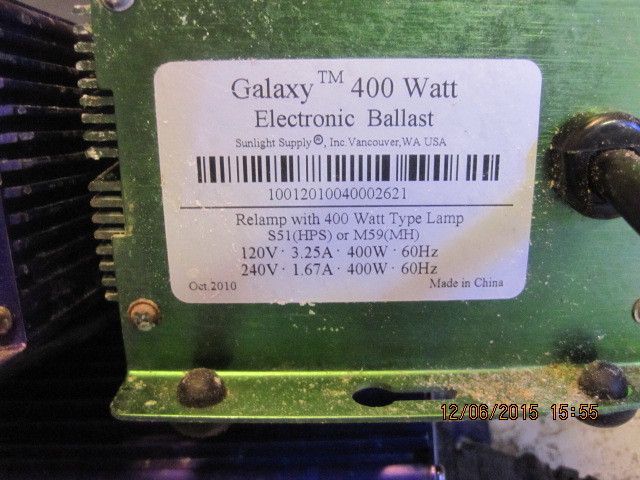 Galaxy™ 400 Watt
Electronic Ballast
Sunlight Supply®, Inc. Vancouver, WA USA
10012010040002621
Relamp with 400 Watt Type Lamp
S51(HPS) or M59(MH)
120V · 3.25A · 400W · 60Hz
240V · 1.67A · 400W · 60Hz
Oct.2010 Made in China
12/06/2015 15:55